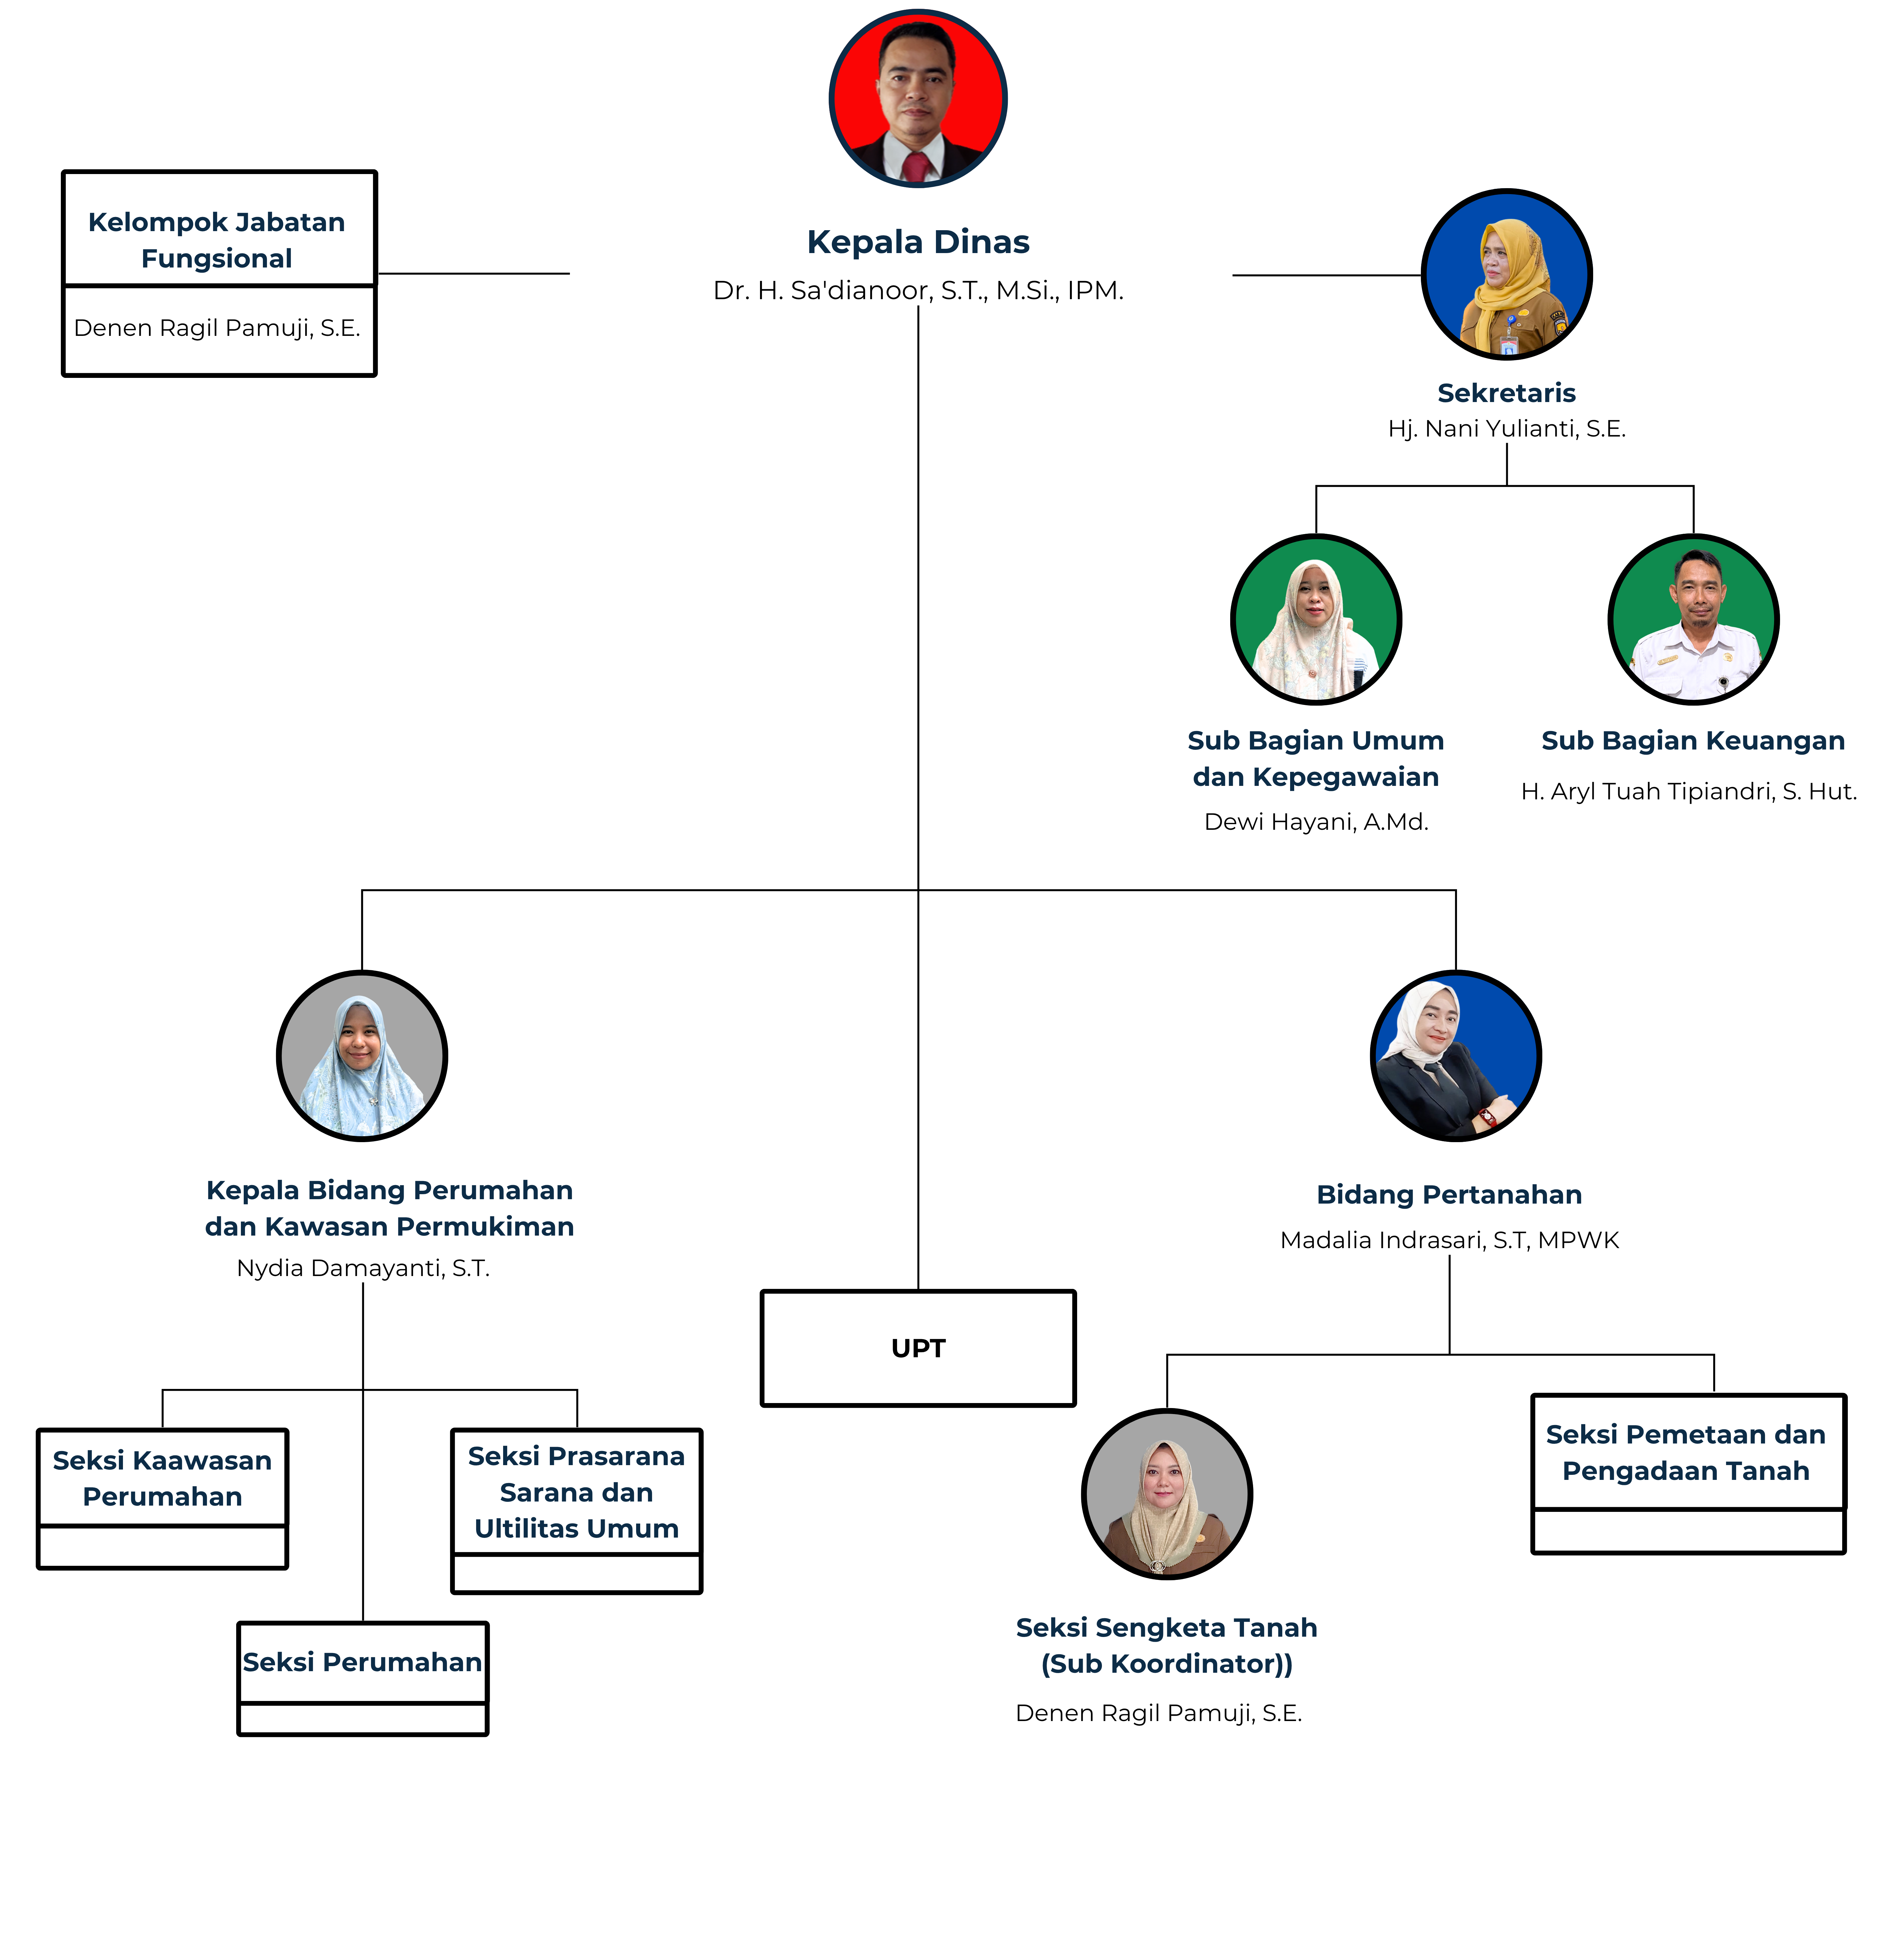 Kepala Dinas
Dr. H. Sa'dianoor, S.T., M.Si., IPM.
Kelompok Jabatan
Fungsional
Denen Ragil Pamuji, S.E.
Sekretaris
Hj. Nani Yulianti, S.E.
Sub Bagian Umum
dan Kepegawaian
Dewi Hayani, A.Md.
Sub Bagian Keuangan
H. Aryl Tuah Tipiandri, S. Hut.
Kepala Bidang Perumahan
dan Kawasan Permukiman
Nydia Damayanti, S.T.
Bidang Pertanahan
Madalia Indrasari, S.T, MPWK
UPT
Seksi Kaawasan
Perumahan
Seksi Prasarana
Sarana dan
Ultilitas Umum
Seksi Perumahan
Seksi Pemetaan dan
Pengadaan Tanah
Seksi Sengketa Tanah
(Sub Koordinator))
Denen Ragil Pamuji, S.E.